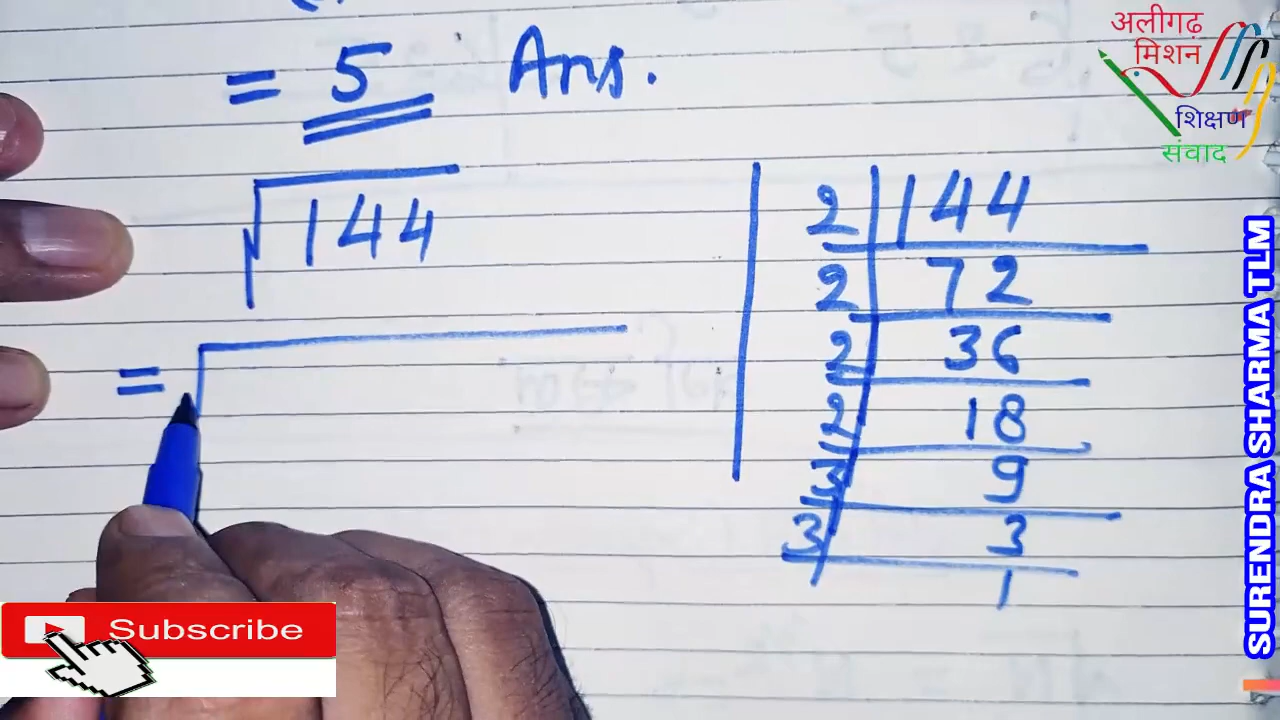 = 5 Ans.
√144
= √
2 | 144
2 | 72
2 | 36
2 | 18
3 | 9
3 | 3
1
अलीगढ़
मिशन
शिक्षण
संवाद
SURENDRA SHARMA TLM
Subscribe